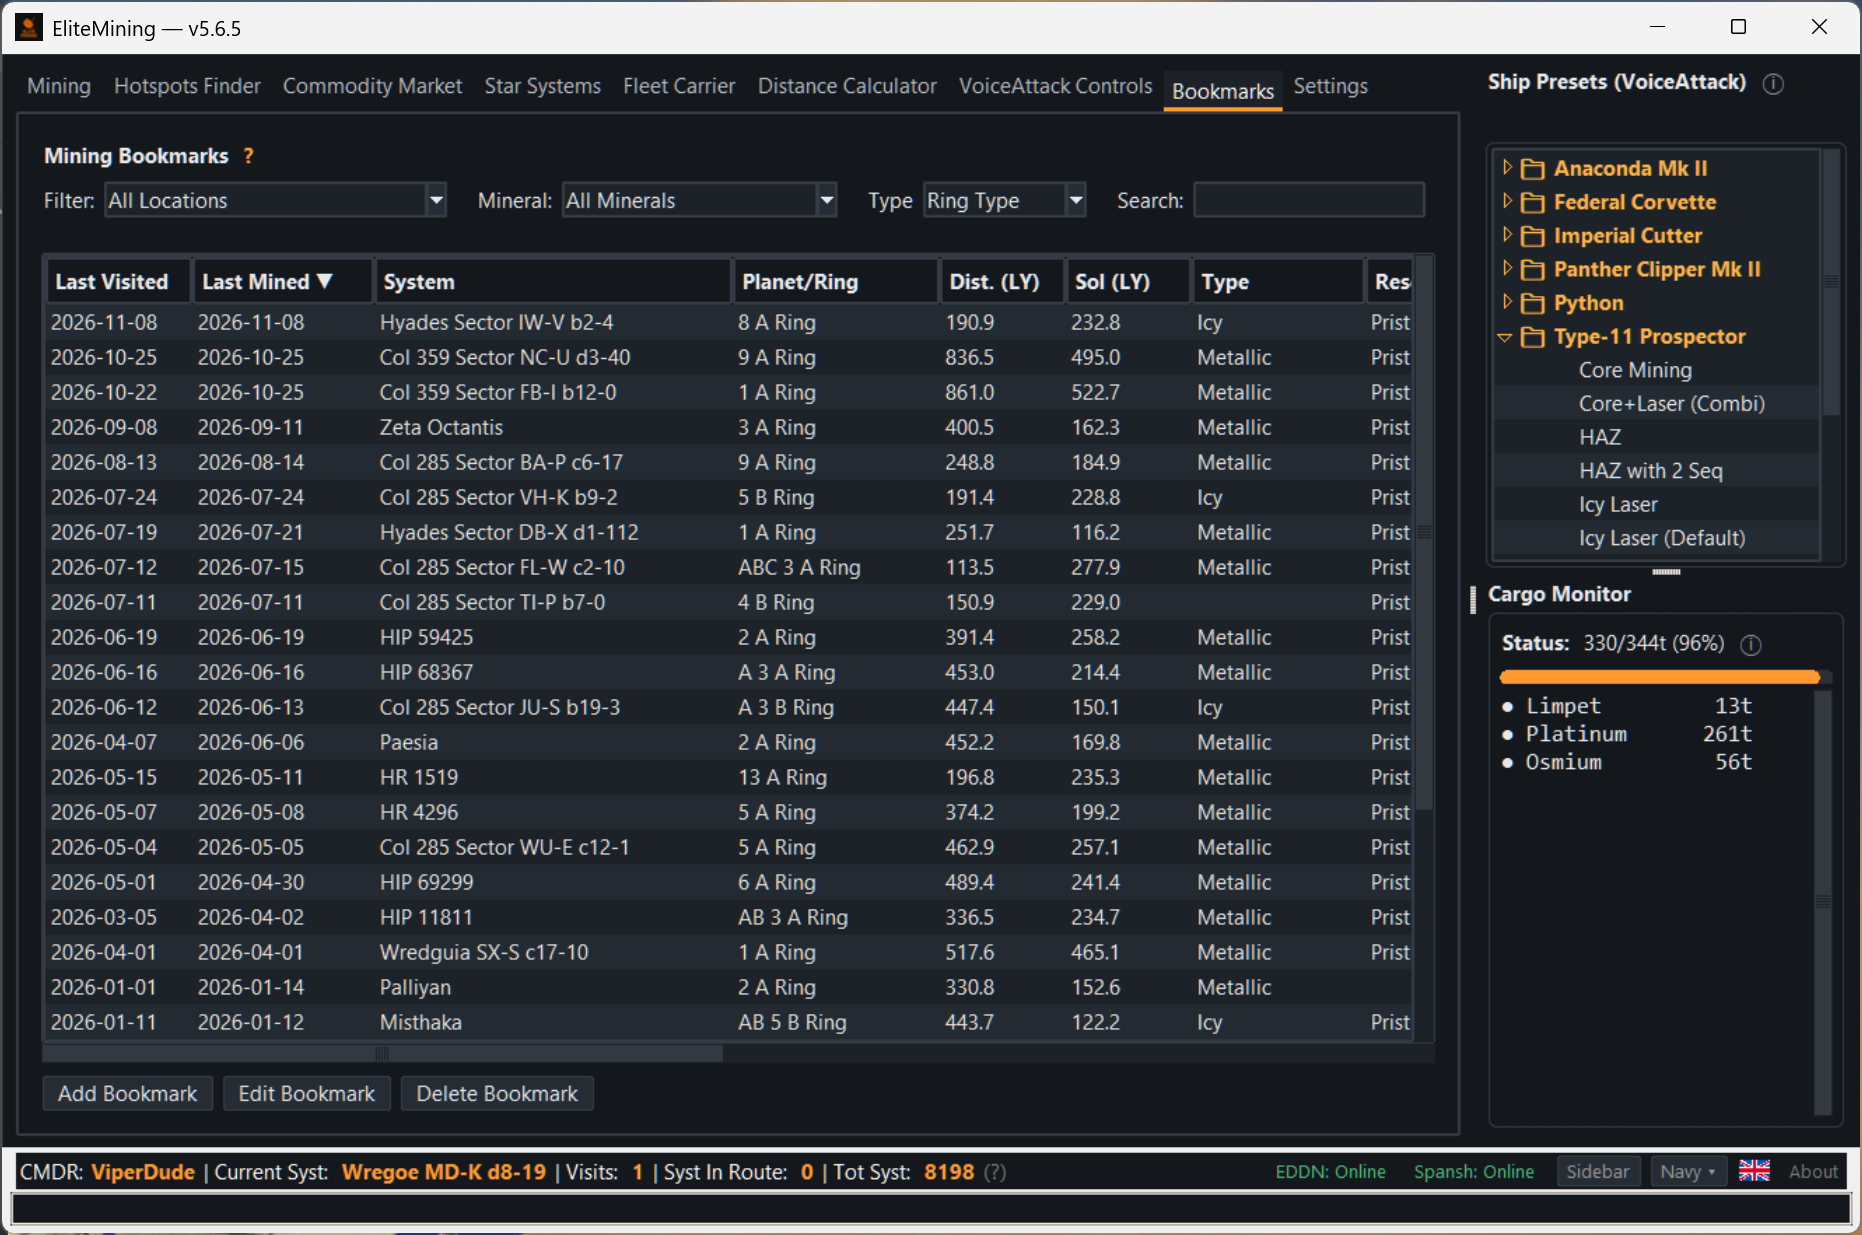 EliteMining — v5.6.5
Mining Hotspots Finder Commodity Market Star Systems Fleet Carrier Distance Calculator VoiceAttack Controls Bookmarks Settings
Mining Bookmarks ?
Filter: All Locations Mineral: All Minerals Type Ring Type Search:
Last Visited Last Mined ▼ System Planet/Ring Dist. (LY) Sol (LY) Type Res
2026-11-08 2026-11-08 Hyades Sector IW-V b2-4 8 A Ring 190.9 232.8 Icy Prist
2026-10-25 2026-10-25 Col 359 Sector NC-U d3-40 9 A Ring 836.5 495.0 Metallic Prist
2026-10-22 2026-10-25 Col 359 Sector FB-I b12-0 1 A Ring 861.0 522.7 Metallic Prist
2026-09-08 2026-09-11 Zeta Octantis 3 A Ring 400.5 162.3 Metallic Prist
2026-08-13 2026-08-14 Col 285 Sector BA-P c6-17 9 A Ring 248.8 184.9 Metallic Prist
2026-07-24 2026-07-24 Col 285 Sector VH-K b9-2 5 B Ring 191.4 228.8 Icy Prist
2026-07-19 2026-07-21 Hyades Sector DB-X d1-112 1 A Ring 251.7 116.2 Metallic Prist
2026-07-12 2026-07-15 Col 285 Sector FL-W c2-10 ABC 3 A Ring 113.5 277.9 Metallic Prist
2026-07-11 2026-07-11 Col 285 Sector TI-P b7-0 4 B Ring 150.9 229.0 Prist
2026-06-19 2026-06-19 HIP 59425 2 A Ring 391.4 258.2 Metallic Prist
2026-06-16 2026-06-16 HIP 68367 A 3 A Ring 453.0 214.4 Metallic Prist
2026-06-12 2026-06-13 Col 285 Sector JU-S b19-3 A 3 B Ring 447.4 150.1 Icy Prist
2026-04-07 2026-06-06 Paesia 2 A Ring 452.2 169.8 Metallic Prist
2026-05-15 2026-05-11 HR 1519 13 A Ring 196.8 235.3 Metallic Prist
2026-05-07 2026-05-08 HR 4296 5 A Ring 374.2 199.2 Metallic Prist
2026-05-04 2026-05-05 Col 285 Sector WU-E c12-1 5 A Ring 462.9 257.1 Metallic Prist
2026-05-01 2026-04-30 HIP 69299 6 A Ring 489.4 241.4 Metallic Prist
2026-03-05 2026-04-02 HIP 11811 AB 3 A Ring 336.5 234.7 Metallic Prist
2026-04-01 2026-04-01 Wredguia SX-S c17-10 1 A Ring 517.6 465.1 Metallic Prist
2026-01-01 2026-01-14 Palliyan 2 A Ring 330.8 152.6 Metallic
2026-01-11 2026-01-12 Misthaka AB 5 B Ring 443.7 122.2 Icy Prist
Add Bookmark Edit Bookmark Delete Bookmark
Ship Presets (VoiceAttack)
Anaconda Mk II
Federal Corvette
Imperial Cutter
Panther Clipper Mk II
Python
Type-11 Prospector
Core Mining
Core+Laser (Combi)
HAZ
HAZ with 2 Seq
Icy Laser
Icy Laser (Default)
Cargo Monitor
Status: 330/344t (96%)
Limpet 13t
Platinum 261t
Osmium 56t
CMDR: ViperDude | Current Syst: Wregoe MD-K d8-19 | Visits: 1 | Syst In Route: 0 | Tot Syst: 8198 (?) EDDN: Online Spansh: Online Sidebar Navy About